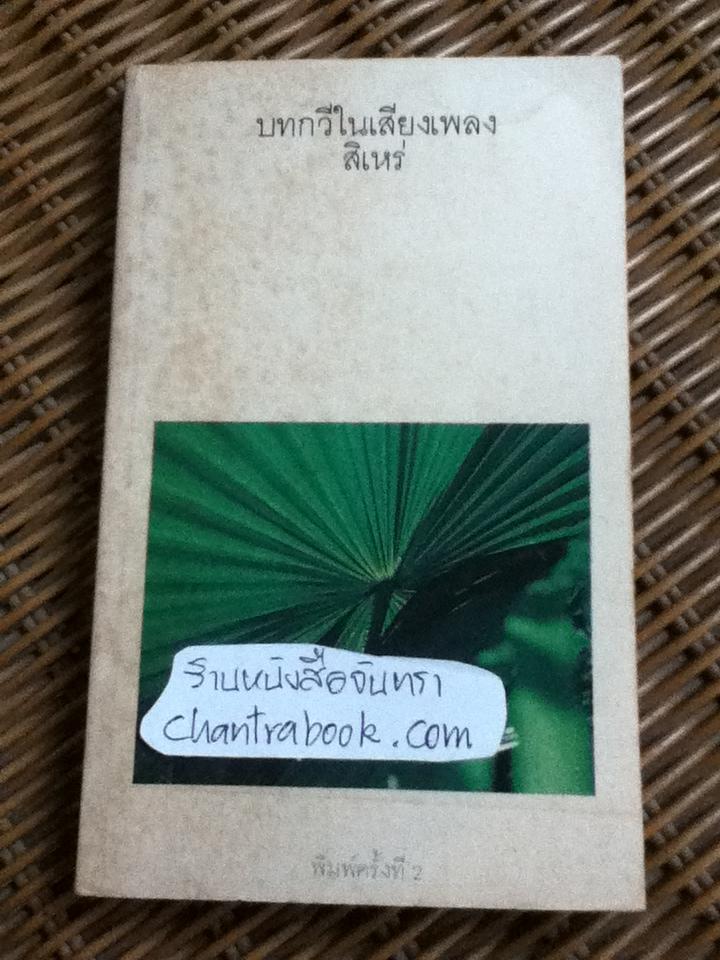 บทกวีในเสียงเพลง
สิเหร่
ร้านหนังสือจันทรา
chantrabook.com
พิมพ์ครั้งที่ 2